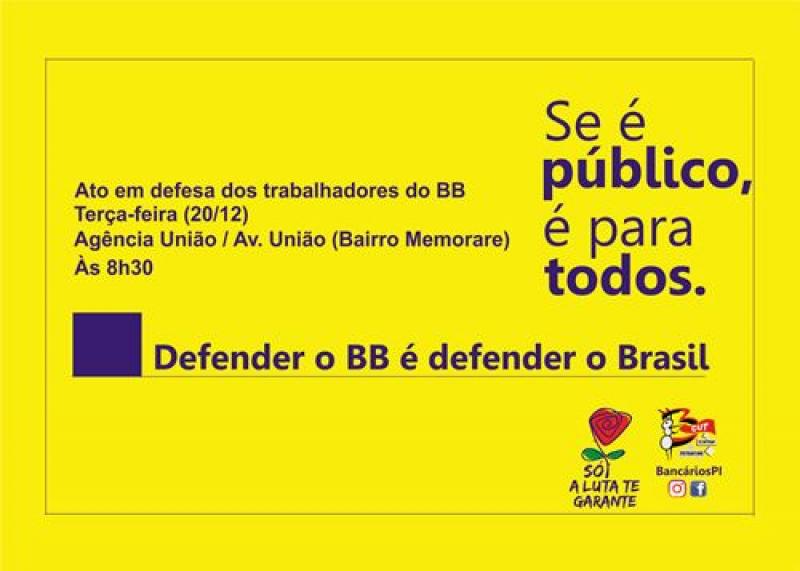 Se é
público,
é para
todos.
Ato em defesa dos trabalhadores do BB
Terça-feira (20/12)
Agência União / Av. União (Bairro Memorare)
Às 8h30
Defender o BB é defender o Brasil
SÓ
A LUTA TE
GARANTE
CUT
BancáriosPI